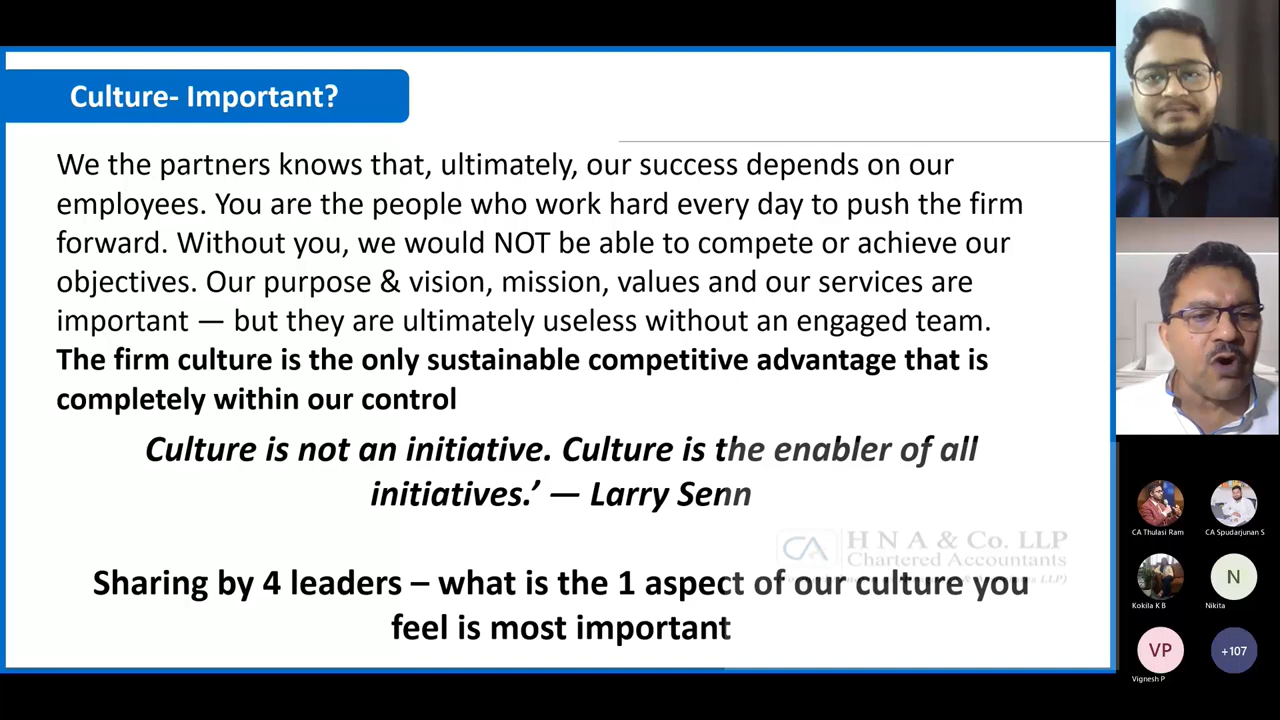 Culture- Important?
We the partners knows that, ultimately, our success depends on our
employees. You are the people who work hard every day to push the firm
forward. Without you, we would NOT be able to compete or achieve our
objectives. Our purpose & vision, mission, values and our services are
important — but they are ultimately useless without an engaged team.
The firm culture is the only sustainable competitive advantage that is
completely within our control
Culture is not an initiative. Culture is the enabler of all
initiatives.’ — Larry Senn
CA
H N A & Co. LLP
Chartered Accountants
LLP)
Sharing by 4 leaders – what is the 1 aspect of our culture you
feel is most important
CA Thulasi Ram
CA Spudarjunan S
Kokila K B
N
Nikita
VP
Vignesh P
+107